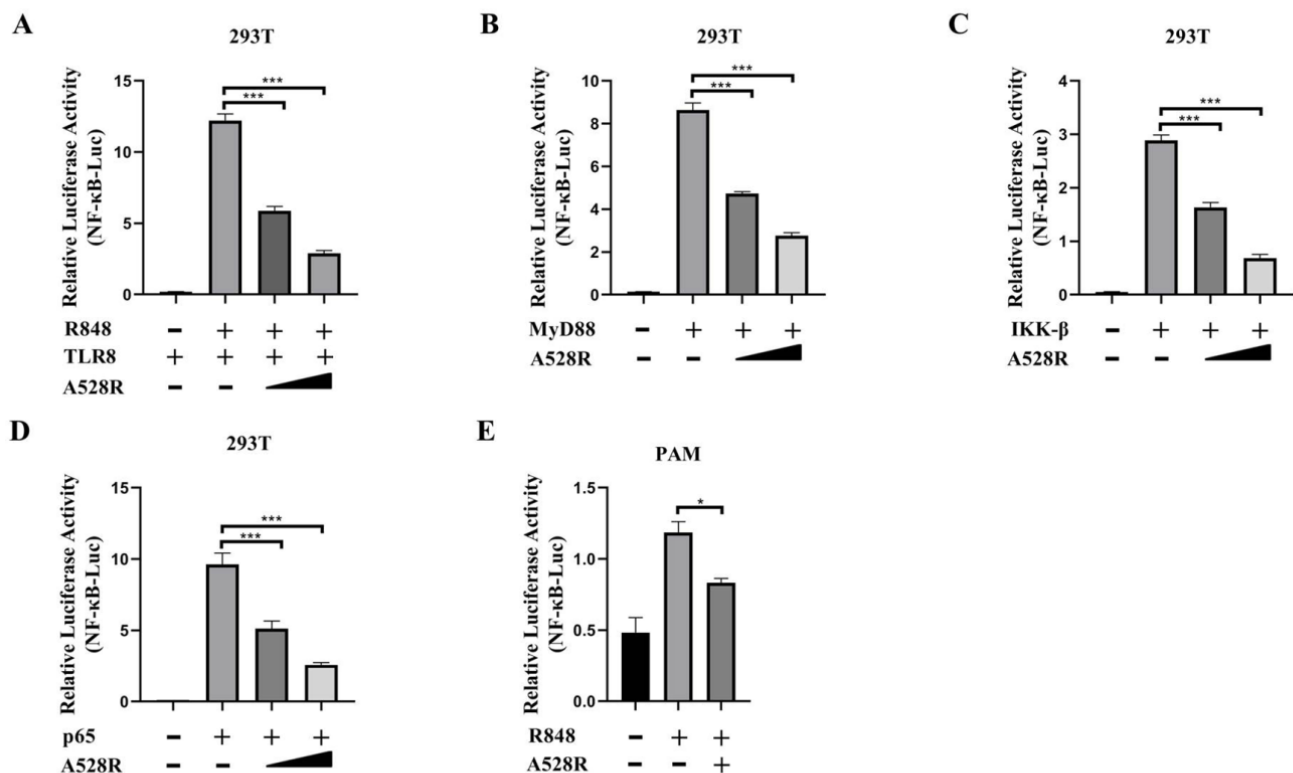 A
293T
Relative Luciferase Activity
(NF-κB-Luc)
15
10
5
0
***
***
R848 - + + +
TLR8 + + + +
A528R - -
B
293T
Relative Luciferase Activity
(NF-κB-Luc)
10
8
6
4
2
0
***
***
MyD88 - + + +
A528R - -
C
293T
Relative Luciferase Activity
(NF-κB-Luc)
4
3
2
1
0
***
***
IKK-β - + + +
A528R - -
D
293T
Relative Luciferase Activity
(NF-κB-Luc)
15
10
5
0
***
***
p65 - + + +
A528R - -
E
PAM
Relative Luciferase Activity
(NF-κB-Luc)
1.5
1.0
0.5
0.0
*
R848 - + +
A528R - - +